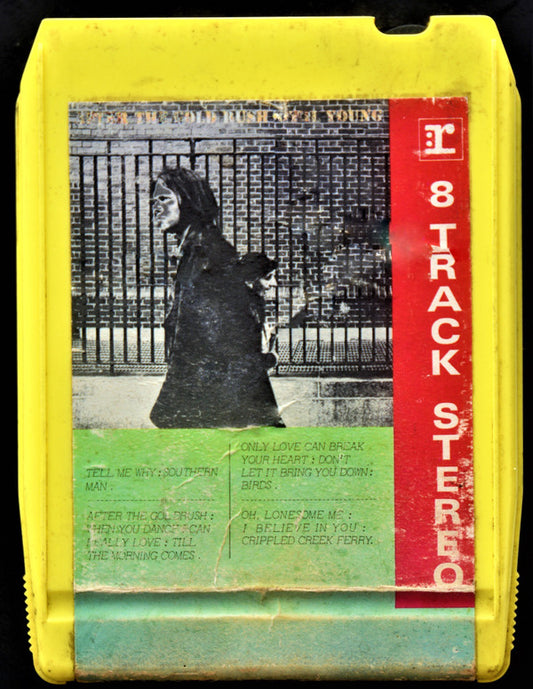 AFTER THE GOLD RUSH NEIL YOUNG
r
8 TRACK STEREO
TELL ME WHY : SOUTHERN
MAN .
AFTER THE GOLDRUSH :
WHEN YOU DANCE I CAN
REALLY LOVE : TILL
THE MORNING COMES .
ONLY LOVE CAN BREAK
YOUR HEART : DON'T
LET IT BRING YOU DOWN :
BIRDS .
OH, LONESOME ME :
I BELIEVE IN YOU :
CRIPPLED CREEK FERRY.